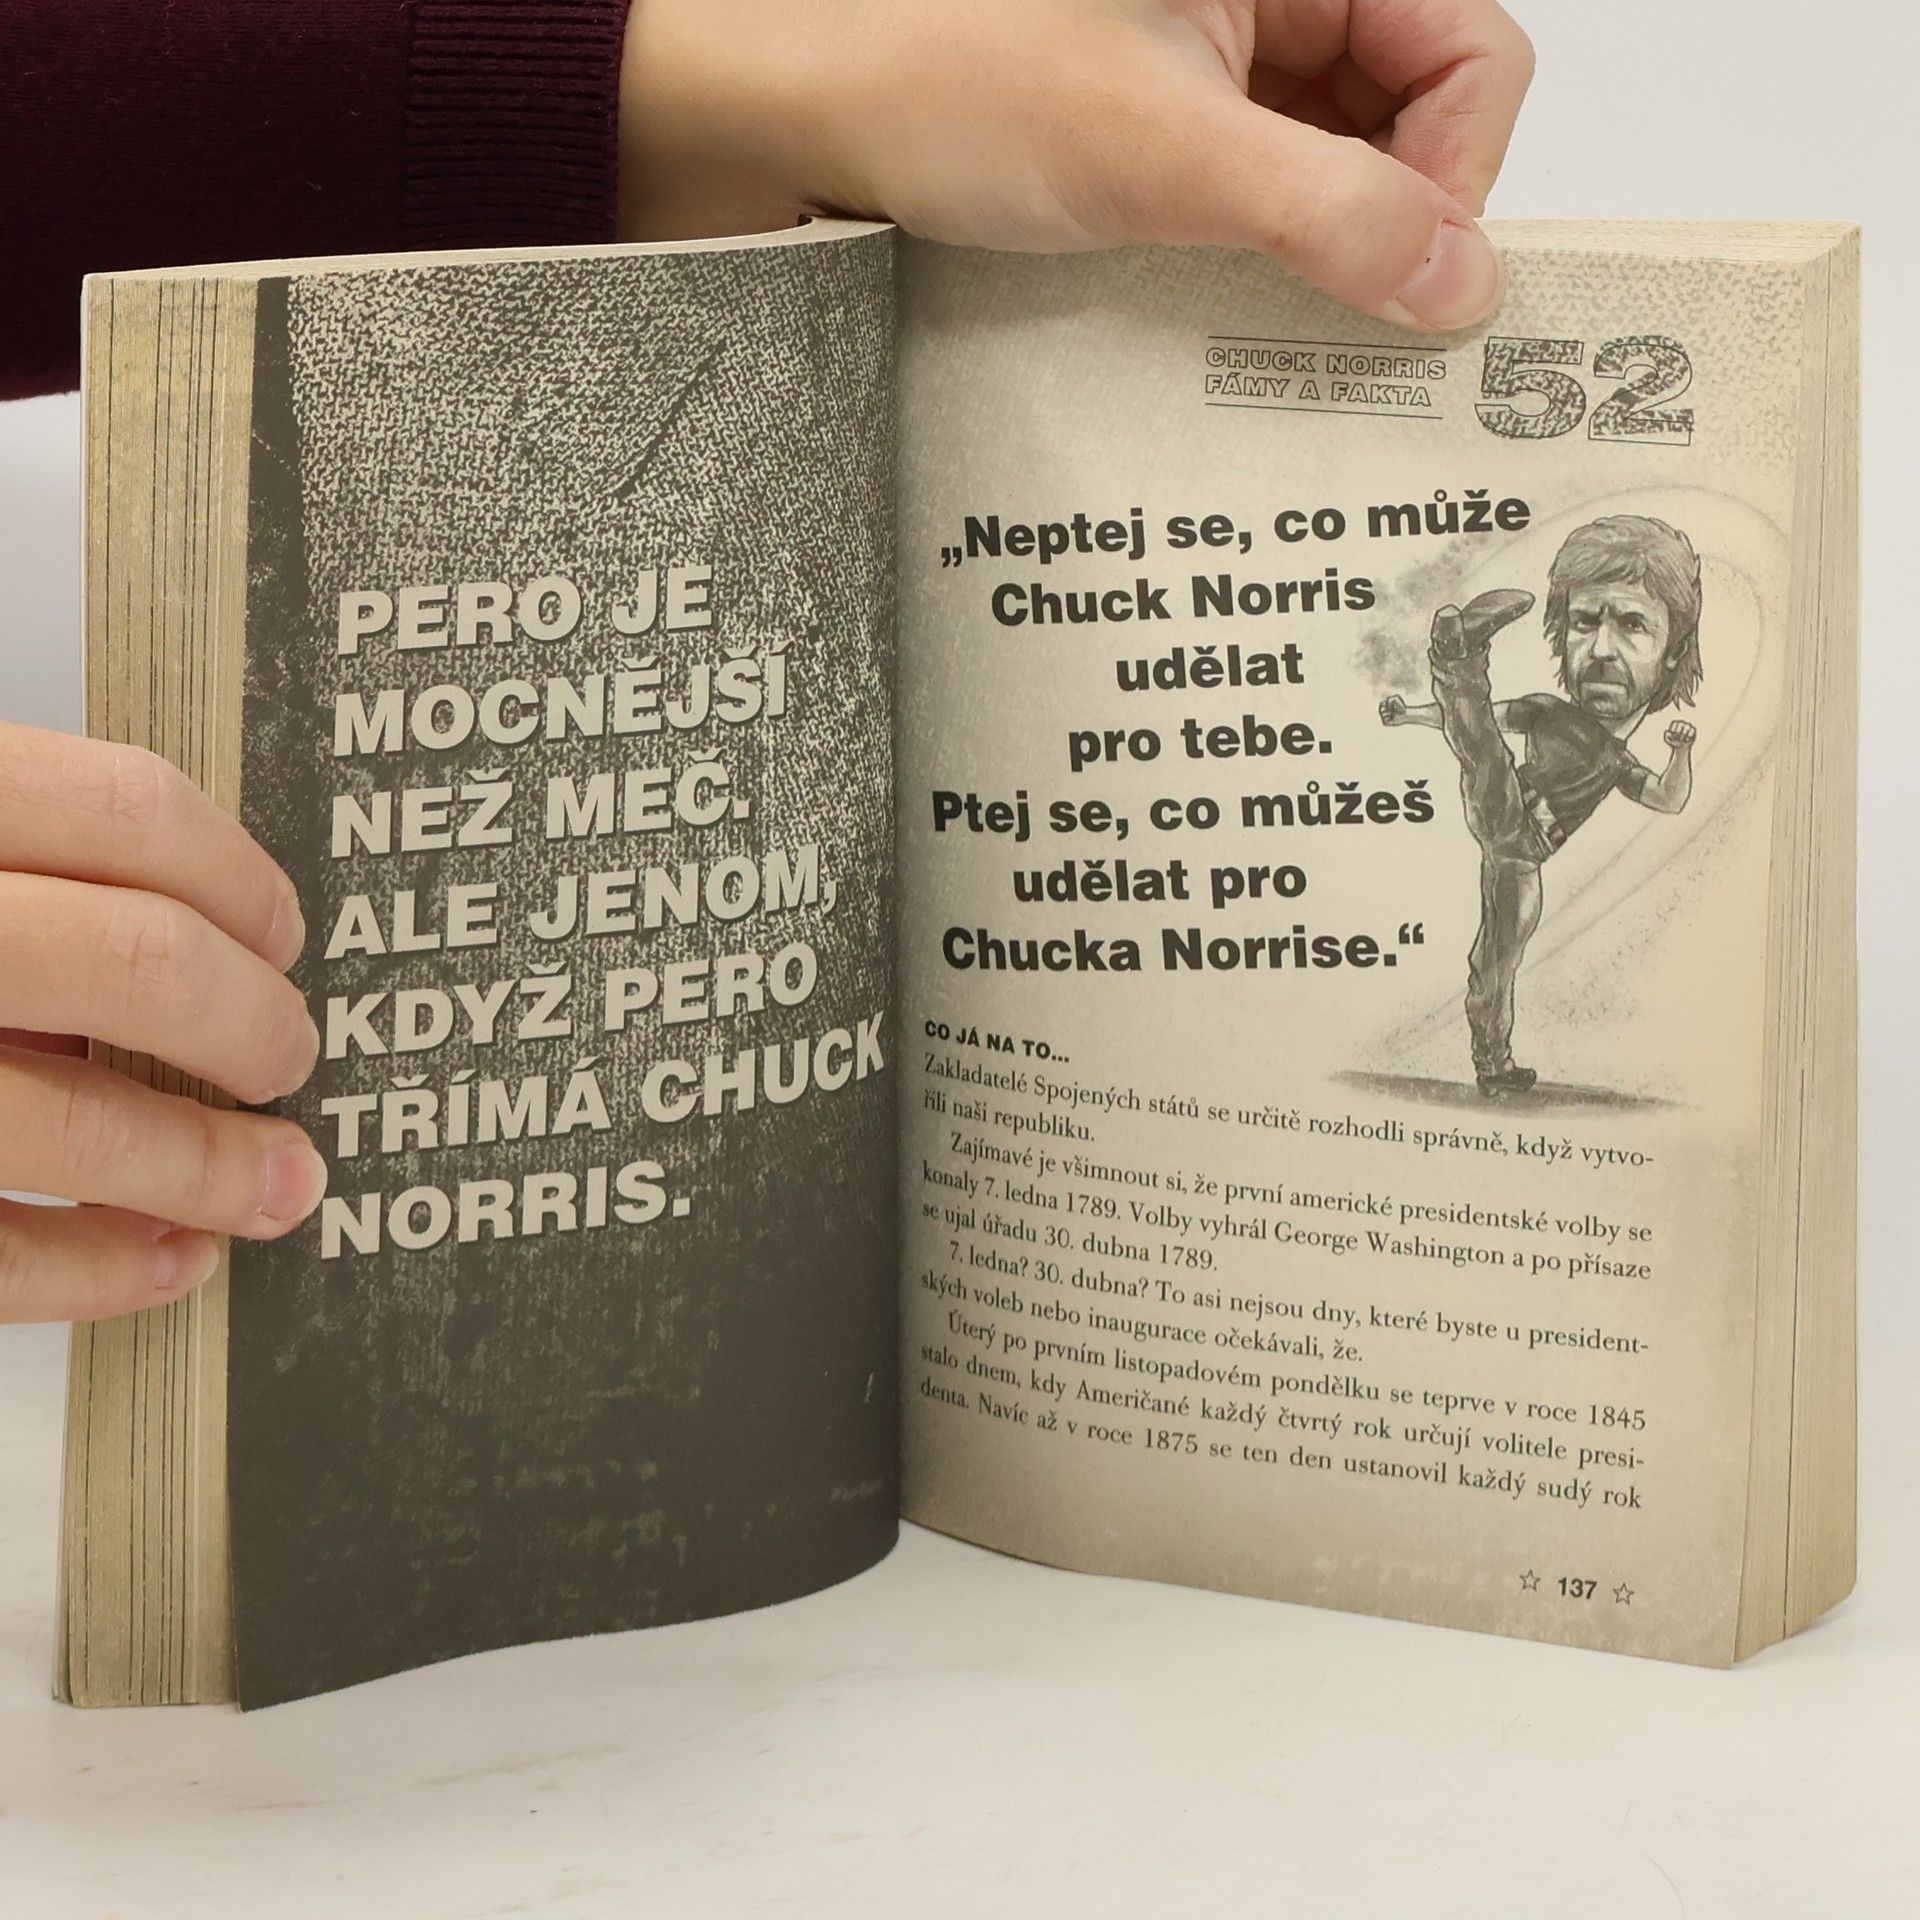 PERO JE
MOCNĚJŠÍ
NEŽ MEČ.
ALE JENOM,
KDYŽ PERO
TŘÍMÁ CHUCK
NORRIS.
CHUCK NORRIS
FÁMY A FAKTA
52
„Neptej se, co může
Chuck Norris
udělat
pro tebe.
Ptej se, co můžeš
udělat pro
Chucka Norrise.“
CO JÁ NA TO...
Zakladatelé Spojených států se určitě rozhodli správně, když vytvo-
řili naši republiku.
Zajímavé je všimnout si, že první americké presidentské volby se
konaly 7. ledna 1789. Volby vyhrál George Washington a po přísaze
se ujal úřadu 30. dubna 1789.
7. ledna? 30. dubna? To asi nejsou dny, které byste u president-
ských voleb nebo inaugurace očekávali, že.
Úterý po prvním listopadovém pondělku se teprve v roce 1845
stalo dnem, kdy Američané každý čtvrtý rok určují volitele presi-
denta. Navíc až v roce 1875 se ten den ustanovil každý sudý rok
☆ 137 ☆